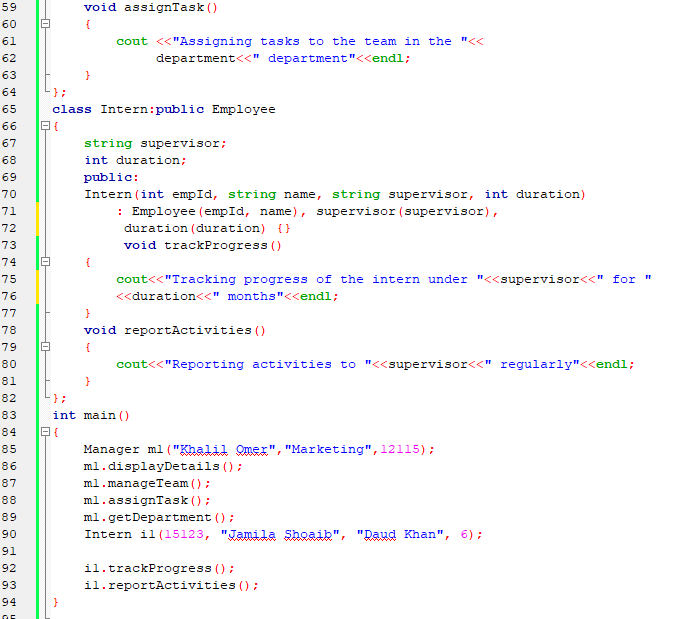 59 void assignTask()
60 {
61 cout <<"Assigning tasks to the team in the "<<
62 department<<" department"<<endl;
63 }
64 };
65 class Intern:public Employee
66 {
67 string supervisor;
68 int duration;
69 public:
70 Intern(int empId, string name, string supervisor, int duration)
71 : Employee(empId, name), supervisor(supervisor),
72 duration(duration) {}
73 void trackProgress()
74 {
75 cout<<"Tracking progress of the intern under "<<supervisor<<" for "
76 <<duration<<" months"<<endl;
77 }
78 void reportActivities()
79 {
80 cout<<"Reporting activities to "<<supervisor<<" regularly"<<endl;
81 }
82 };
83 int main()
84 {
85 Manager m1("Khalil Omer","Marketing",12115);
86 m1.displayDetails();
87 m1.manageTeam();
88 m1.assignTask();
89 m1.getDepartment();
90 Intern i1(15123, "Jamila Shoaib", "Daud Khan", 6);
91
92 i1.trackProgress();
93 i1.reportActivities();
94 }
95